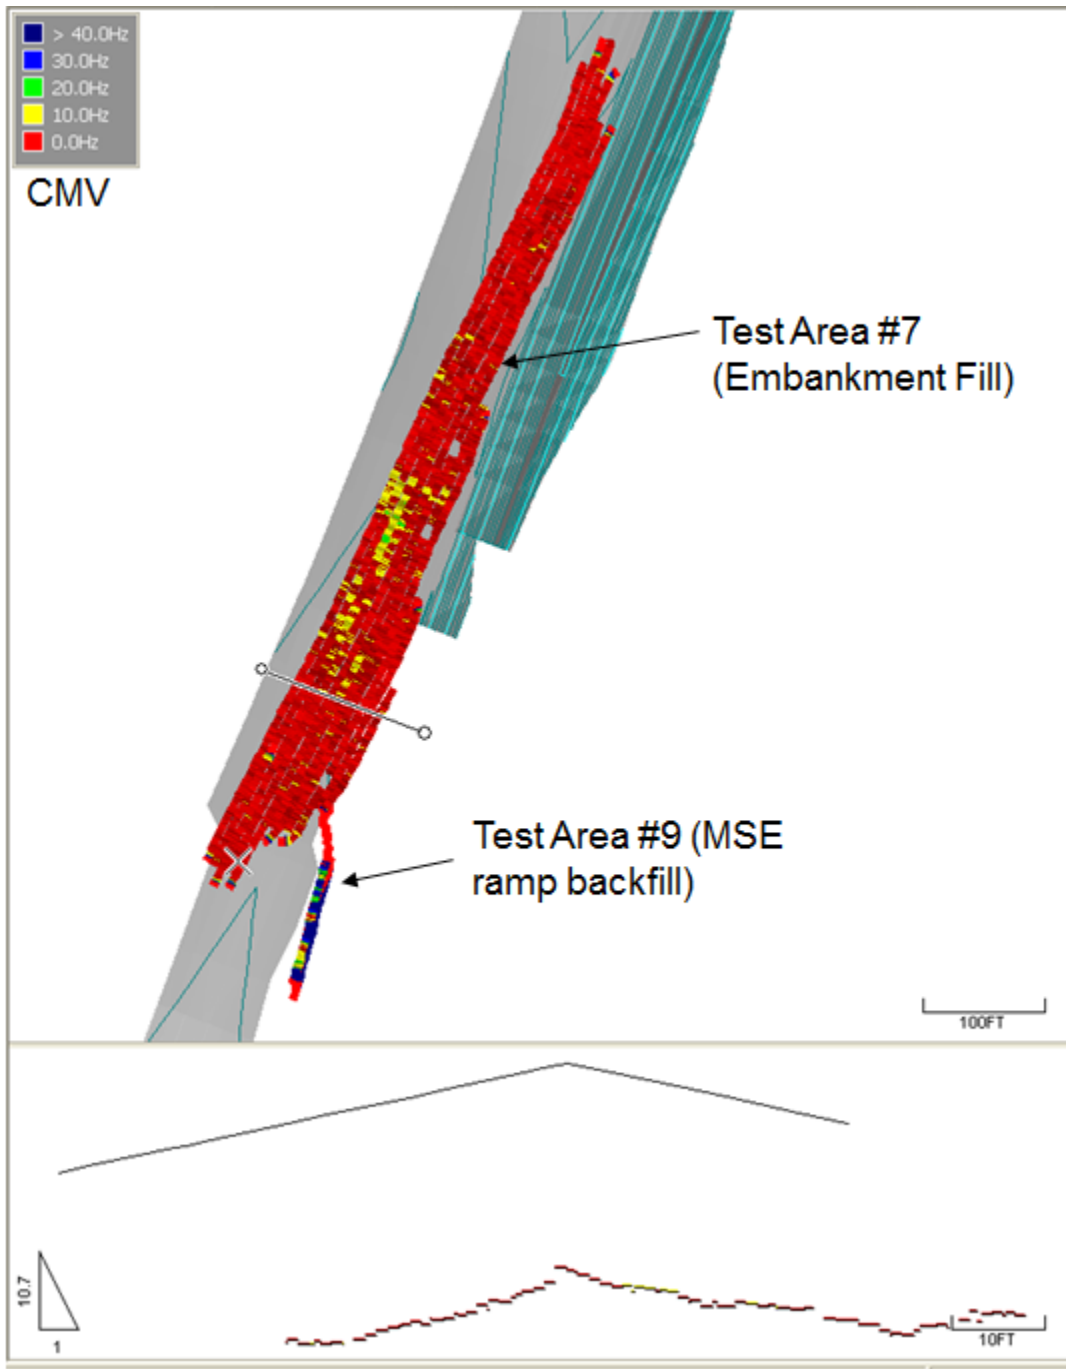 > 40.0Hz
30.0Hz
20.0Hz
10.0Hz
0.0Hz
CMV
Test Area #7
(Embankment Fill)
Test Area #9 (MSE
ramp backfill)
100FT
10.7
1
10FT